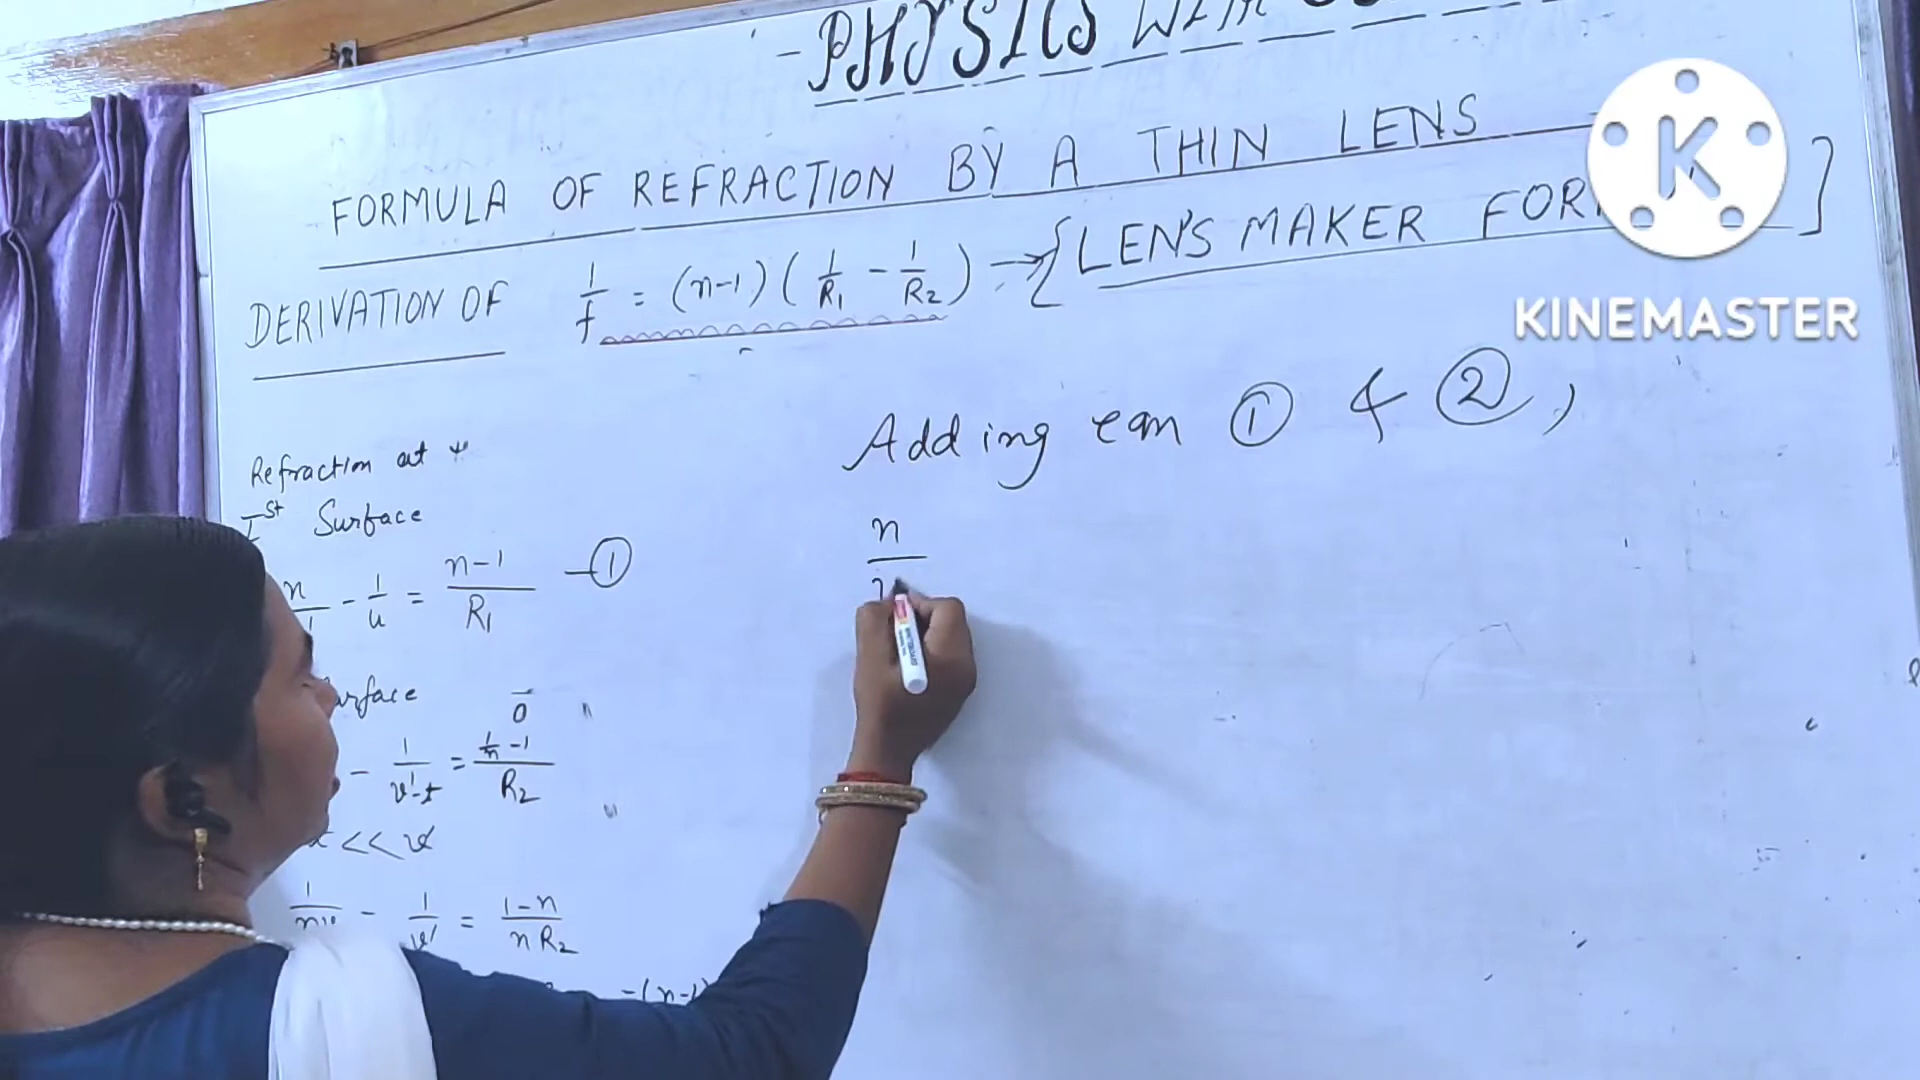 - PHYSICS WITH
FORMULA OF REFRACTION BY A THIN LENS
DERIVATION OF 1/f = (n-1) (1/R1 - 1/R2) → {LEN'S MAKER FOR
KINEMASTER
Refraction at
Ist Surface
n/ - 1/u = n-1/R1 — ①
urface
- 1/v'-t = 1/n -1/R2
<< v
1/nv - 1/v' = 1-n/nR2
-(n-1)
Adding eqn ① & ②,
n